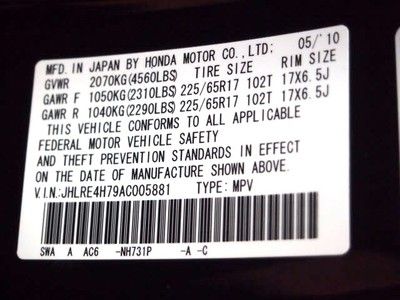 MFD. IN JAPAN BY HONDA MOTOR CO., LTD: 05/'10
GVWR 2070KG(4560LBS) TIRE SIZE RIM SIZE
GAWR F 1050KG(2310LBS) 225/65R17 102T 17X6.5J
GAWR R 1040KG(2290LBS) 225/65R17 102T 17X6.5J
THIS VEHICLE CONFORMS TO ALL APPLICABLE
FEDERAL MOTOR VEHICLE SAFETY
AND THEFT PREVENTION STANDARDS IN EFFECT
ON THE DATE OF MANUFACTURE SHOWN ABOVE.
V.I.N:JHLRE4H79AC005881 TYPE: MPV
SWA A AC6 -NH731P -A -C